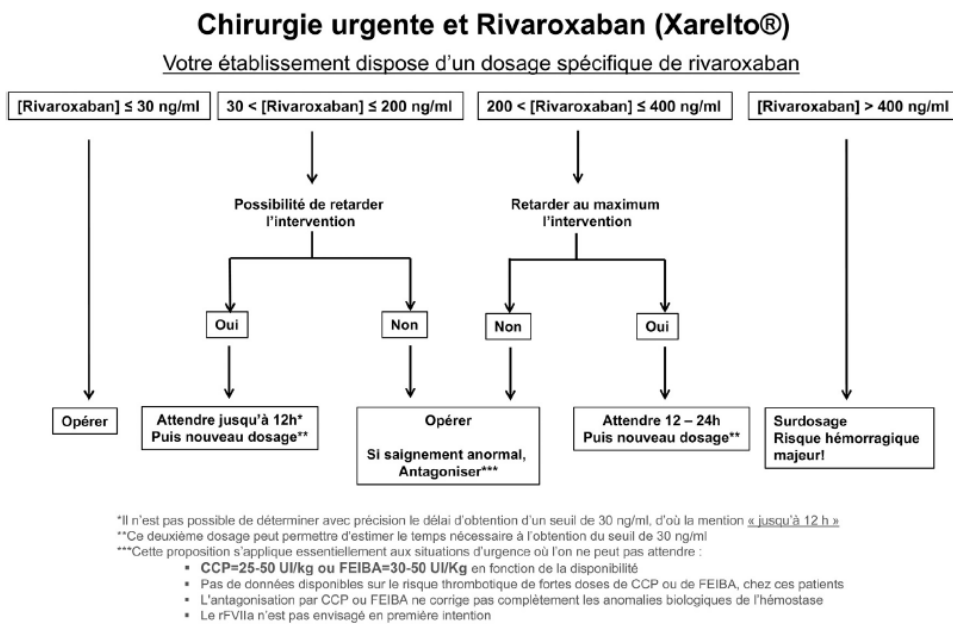 Chirurgie urgente et Rivaroxaban (Xarelto®)
Votre établissement dispose d'un dosage spécifique de rivaroxaban
[Rivaroxaban] ≤ 30 ng/ml
30 < [Rivaroxaban] ≤ 200 ng/ml
200 < [Rivaroxaban] ≤ 400 ng/ml
[Rivaroxaban] > 400 ng/ml
Possibilité de retarder
l'intervention
Retarder au maximum
l'intervention
Oui
Non
Non
Oui
Opérer
Attendre jusqu'à 12h*
Puis nouveau dosage**
Opérer
Si saignement anormal,
Antagoniser***
Attendre 12 – 24h
Puis nouveau dosage**
Surdosage
Risque hémorragique
majeur!
*Il n'est pas possible de déterminer avec précision le délai d'obtention d'un seuil de 30 ng/ml, d'où la mention « jusqu'à 12 h »
**Ce deuxième dosage peut permettre d'estimer le temps nécessaire à l'obtention du seuil de 30 ng/ml
***Cette proposition s'applique essentiellement aux situations d'urgence où l'on ne peut pas attendre :
▪ CCP=25-50 UI/kg ou FEIBA=30-50 UI/Kg en fonction de la disponibilité
▪ Pas de données disponibles sur le risque thrombotique de fortes doses de CCP ou de FEIBA, chez ces patients
▪ L'antagonisation par CCP ou FEIBA ne corrige pas complètement les anomalies biologiques de l'hémostase
▪ Le rFVIIa n'est pas envisagé en première intention